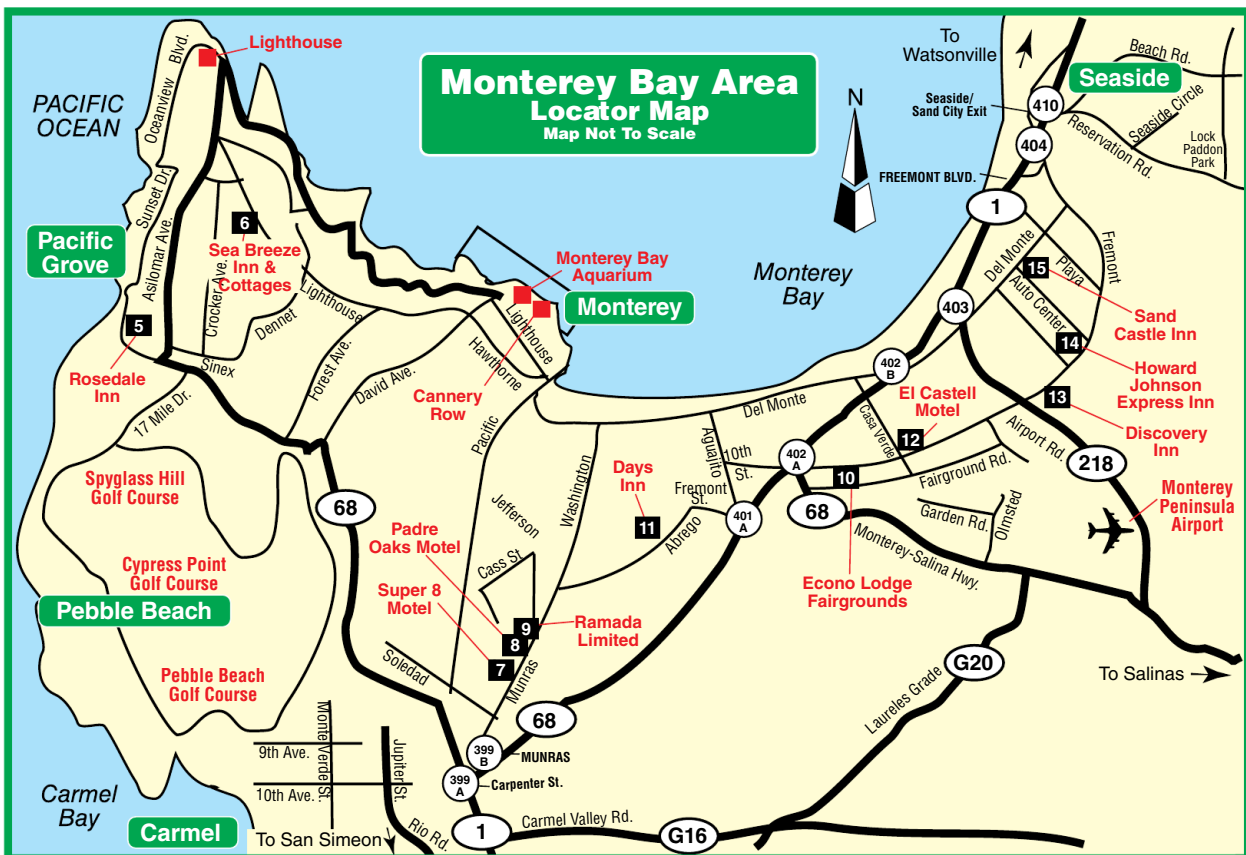 Monterey Bay Area
Locator Map
Map Not To Scale
Lighthouse
Oceanview Blvd.
PACIFIC
OCEAN
Sunset Dr.
Asilomar Ave.
Pacific
Grove
6
Sea Breeze
Inn &
Cottages
Crocker Ave.
Lighthouse
Dennet
5
Rosedale
Inn
Sinex
17 Mile Dr.
Forest Ave.
David Ave.
Monterey Bay
Aquarium
Monterey
Lighthouse
Hawthorne
Cannery
Row
Pacific
N
Monterey
Bay
To
Watsonville
Beach Rd.
Seaside
Seaside/
Sand City Exit
410
Seaside Circle
Reservation Rd.
Lock
Paddon
Park
404
FREEMONT BLVD.
1
Fremont
Del Monte
Playa
15
Auto Center
Sand
Castle Inn
403
14
Howard
Johnson
Express Inn
402
B
El Castell
Motel
13
Discovery
Inn
Del Monte
Casa Verde
12
Airport Rd.
218
Aguajito
10th
St.
402
A
10
Fairground Rd.
Fremont
St.
401
A
68
Garden Rd.
Olmsted
Monterey
Peninsula
Airport
Monterey-Salina Hwy.
Econo Lodge
Fairgrounds
Days
Inn
11
Abrego
Washington
Jefferson
Cass St.
Padre
Oaks Motel
Super 8
Motel
9
8
7
Ramada
Limited
Munras
Soledad
68
Spyglass Hill
Golf Course
Cypress Point
Golf Course
Pebble Beach
Pebble Beach
Golf Course
68
399
B
MUNRAS
399
A
Carpenter St.
G20
Laureles Grade
To Salinas
Monte Verde St.
9th Ave.
10th Ave.
Jupiter St.
Carmel
Bay
Carmel
To San Simeon
Rio Rd.
1
Carmel Valley Rd.
G16